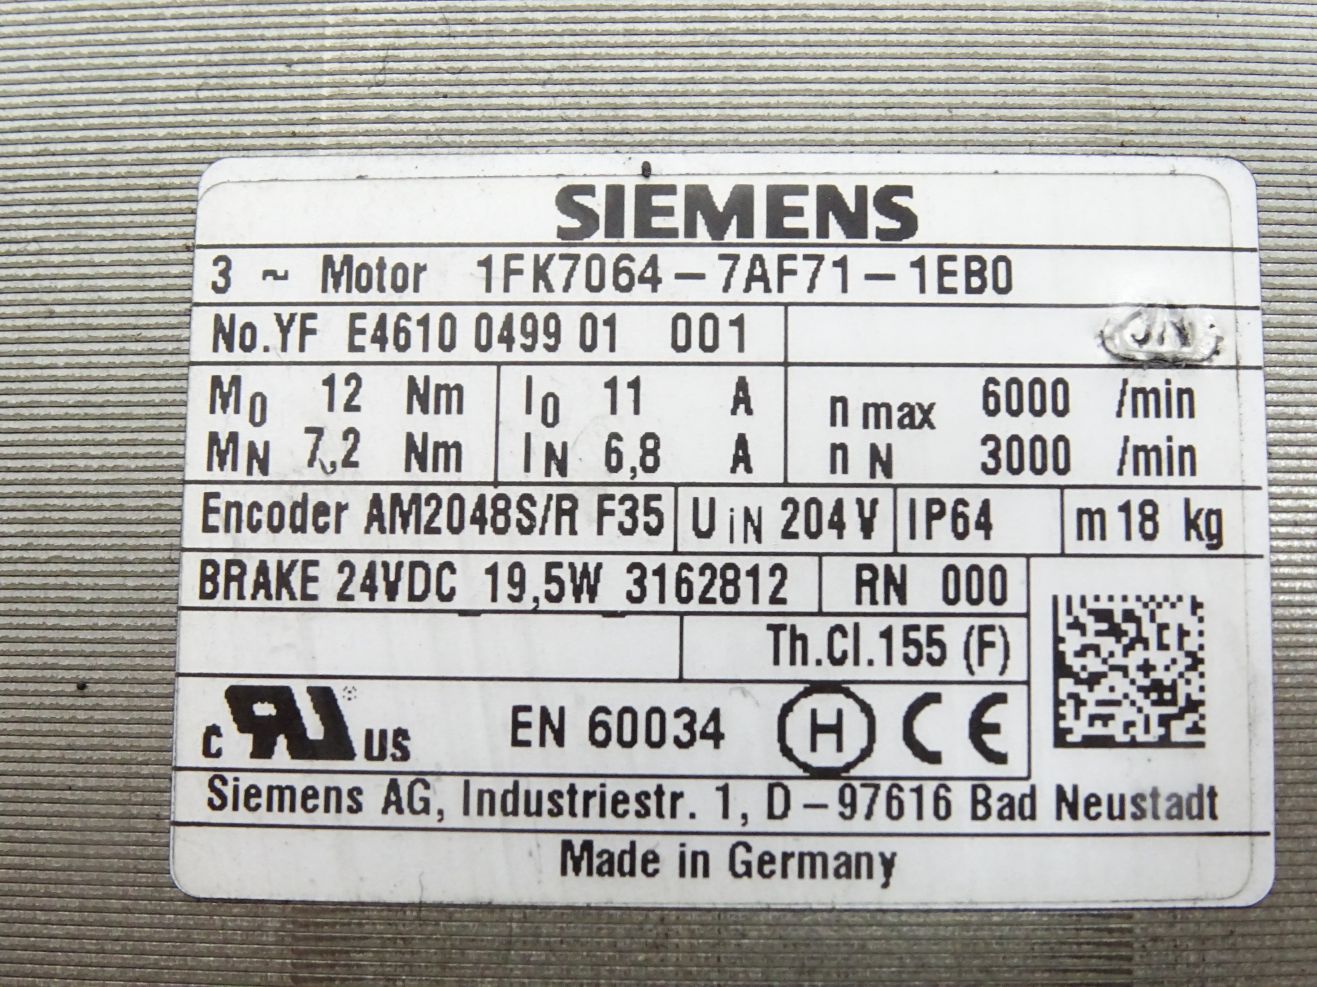 SIEMENS
3 ~ Motor 1FK7064-7AF71-1EB0
No.YF E4610 0499 01 001
JN
M0 12 Nm I0 11 A n max 6000 /min
MN 7,2 Nm IN 6,8 A n N 3000 /min
Encoder AM2048S/R F35 UiN 204 V IP64 m 18 kg
BRAKE 24VDC 19,5W 3162812 RN 000
Th.Cl.155 (F)
c RU ® US EN 60034 H CE
Siemens AG, Industriestr. 1, D-97616 Bad Neustadt
Made in Germany